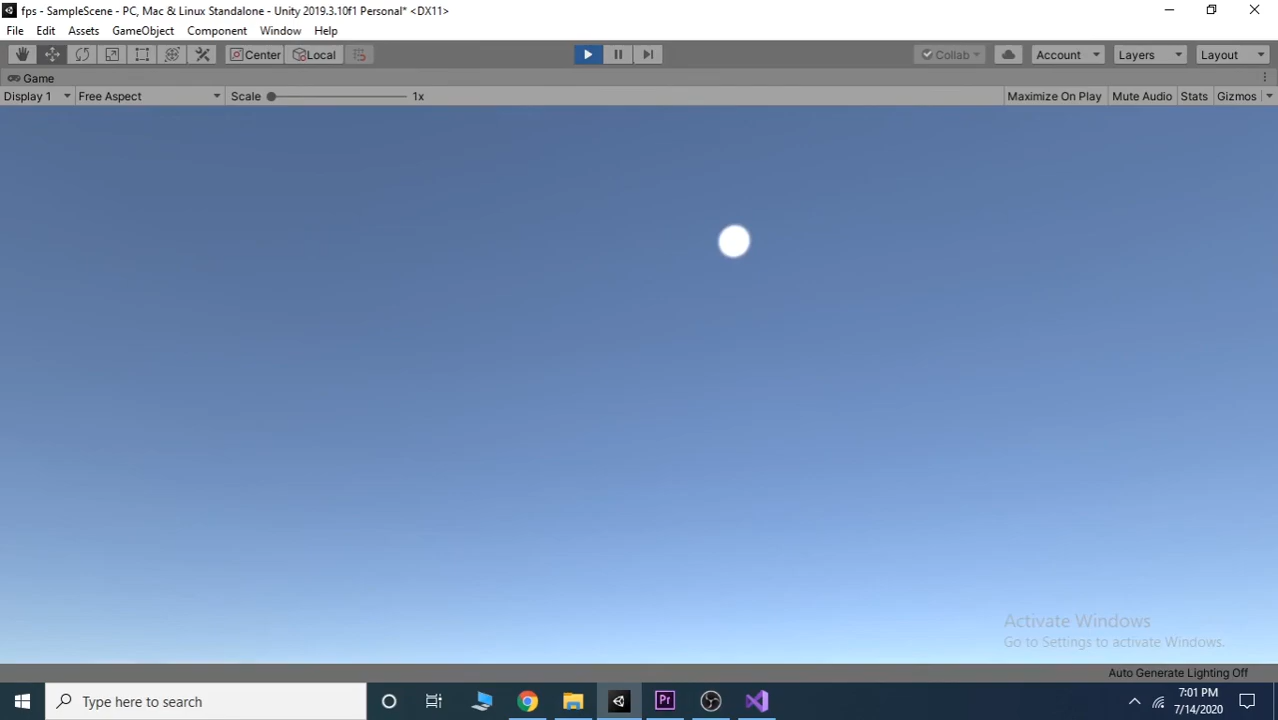 fps - SampleScene - PC, Mac & Linux Standalone - Unity 2019.3.10f1 Personal* <DX11>
File Edit Assets GameObject Component Window Help
Center Local Collab Account Layers Layout
Game
Display 1 Free Aspect Scale 1x Maximize On Play Mute Audio Stats Gizmos
Activate Windows
Go to Settings to activate Windows.
Auto Generate Lighting Off
Type here to search
Pr
7:01 PM
7/14/2020